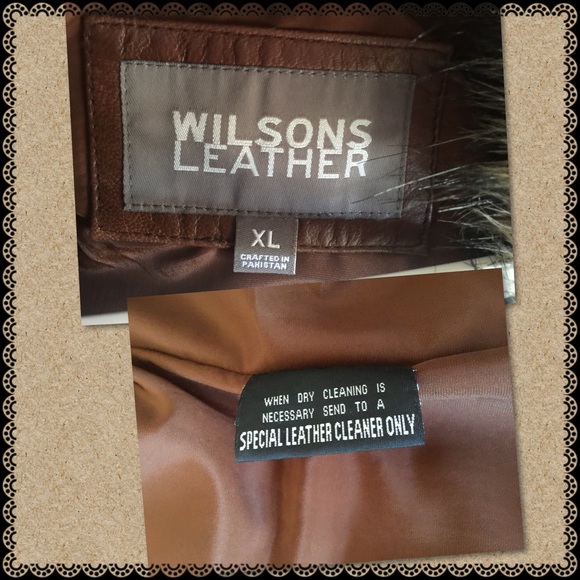 WILSONS
LEATHER
XL
CRAFTED IN
PAKISTAN
WHEN DRY CLEANING IS
NECESSARY SEND TO A
SPECIAL LEATHER CLEANER ONLY